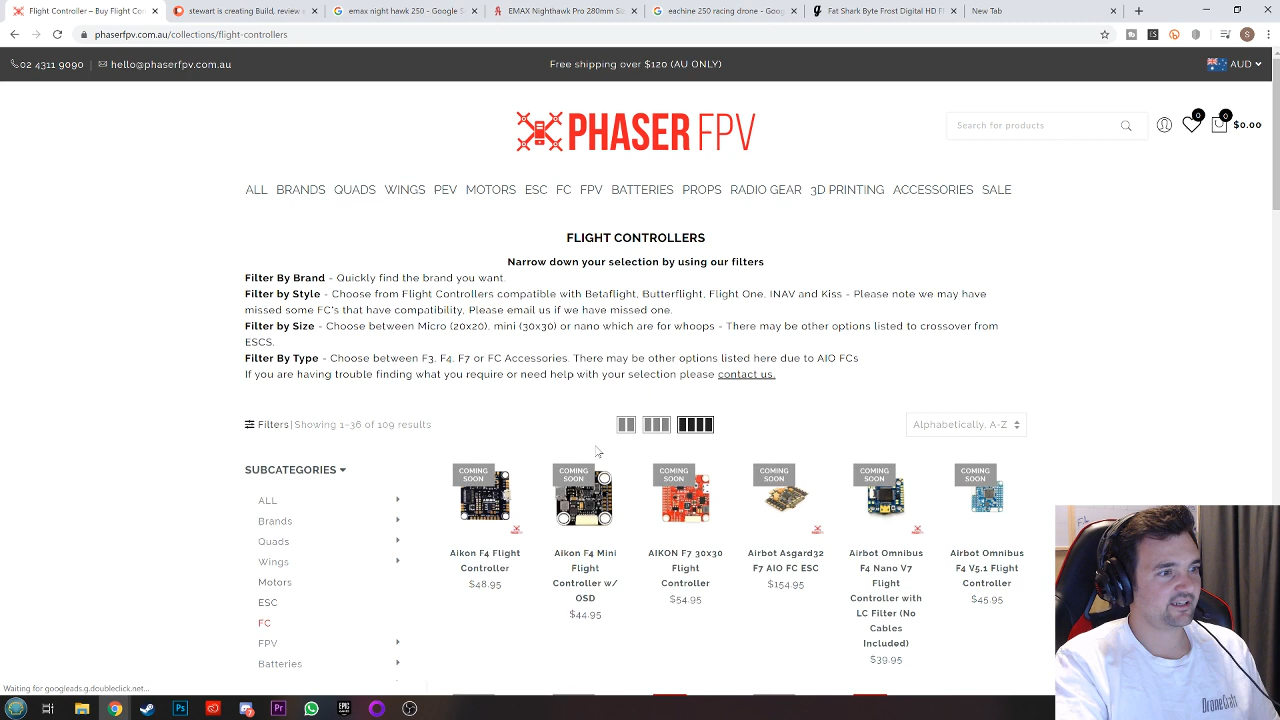 Flight Controller – Buy Flight Con
stewart is creating Build, review
emax night hawk 250 - Google S
EMAX Nighthawk Pro 280mm Si
eachine 250 racing drone - Goog
Fat Shark Byte Frost Digital HD F
New Tab
phaserfpv.com.au/collections/flight-controllers
02 4311 9090 | hello@phaserfpv.com.au
Free shipping over $120 (AU ONLY)
AUD
PHASER FPV
Search for products
0
0
$0.00
ALL BRANDS QUADS WINGS PEV MOTORS ESC FC FPV BATTERIES PROPS RADIO GEAR 3D PRINTING ACCESSORIES SALE
FLIGHT CONTROLLERS
Narrow down your selection by using our filters
Filter By Brand - Quickly find the brand you want.
Filter by Style - Choose from Flight Controllers compatible with Betaflight, Butterflight, Flight One, INAV and Kiss - Please note we may have
missed some FC's that have compatibility, Please email us if we have missed one.
Filter by Size - Choose between Micro (20x20), mini (30x30) or nano which are for whoops - There may be other options listed to crossover from
ESCS.
Filter By Type - Choose between F3, F4, F7 or FC Accessories. There may be other options listed here due to AIO FCs
If you are having trouble finding what you require or need help with your selection please contact us.
Filters | Showing 1–36 of 109 results
Alphabetically, A-Z
SUBCATEGORIES
ALL
Brands
Quads
Wings
Motors
ESC
FC
FPV
Batteries
COMING
SOON
Aikon F4 Flight
Controller
$48.95
COMING
SOON
Aikon F4 Mini
Flight
Controller w/
OSD
$44.95
COMING
SOON
AIKON F7 30x30
Flight
Controller
$54.95
COMING
SOON
Airbot Asgard32
F7 AIO FC ESC
$154.95
COMING
SOON
Airbot Omnibus
F4 Nano V7
Flight
Controller with
LC Filter (No
Cables
Included)
$39.95
COMING
SOON
Airbot Omnibus
F4 V5.1 Flight
Controller
$45.95
Waiting for googleads.g.doubleclick.net...
DroneCraft